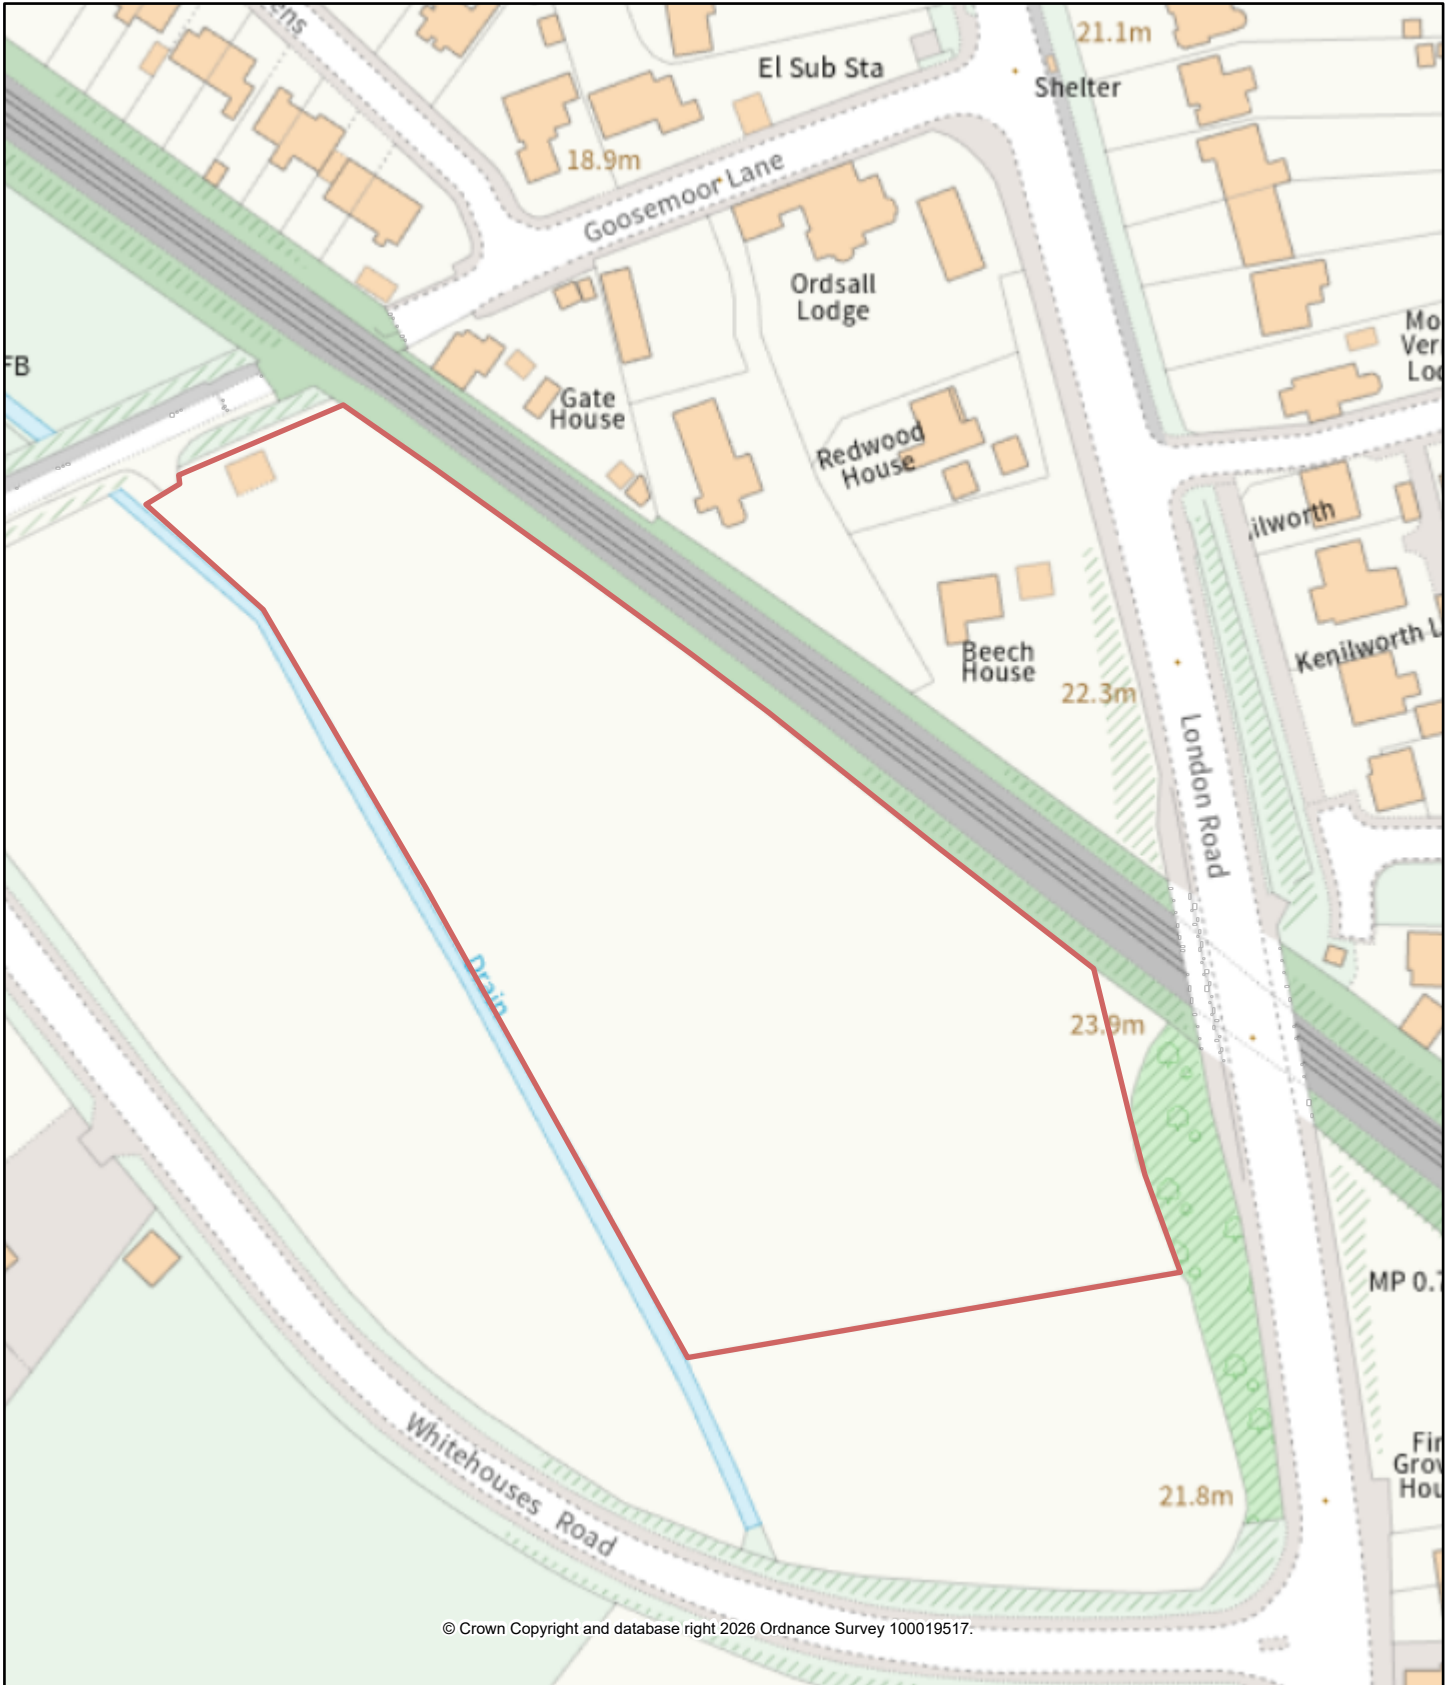 21.1m
El Sub Sta
Shelter
18.9m
Goosemoor Lane
Ordsall
Lodge
FB
Gate
House
Redwood
House
Beech
House
22.3m
Kenilworth
London Road
Drain
23.9m
MP 0.7
Whitehouses Road
21.8m
© Crown Copyright and database right 2026 Ordnance Survey 100019517.